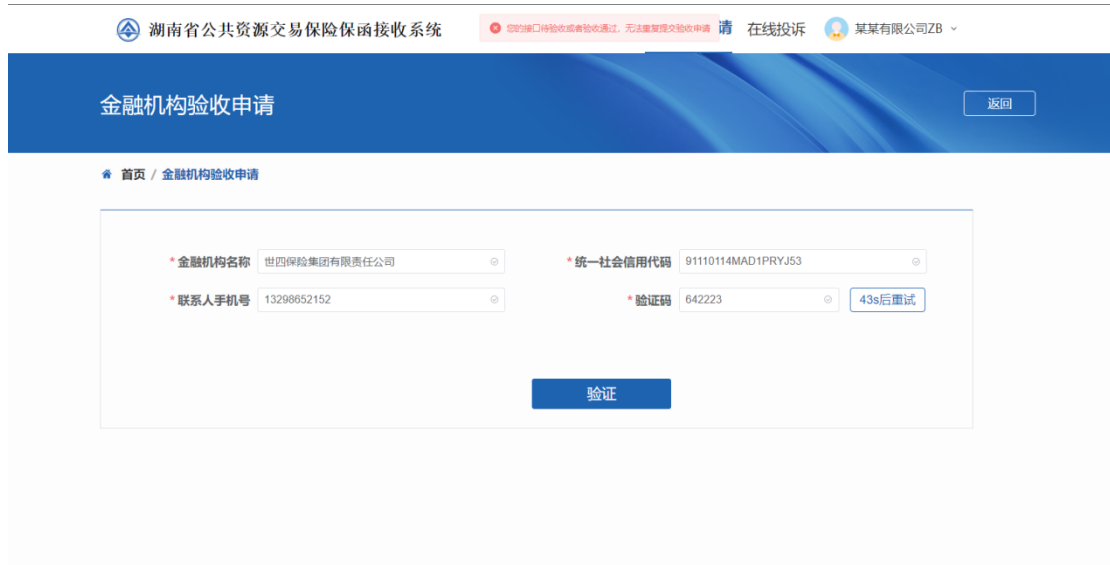 湖南省公共资源交易保险保函接收系统
您的接口待验收或者验收通过，无法重复提交验收申请
请
在线投诉
某某有限公司ZB
金融机构验收申请
返回
首页 / 金融机构验收申请
*金融机构名称 世四保险集团有限责任公司
*统一社会信用代码 91110114MAD1PRYJ53
*联系人手机号 13298652152
*验证码 642223 43s后重试
验证